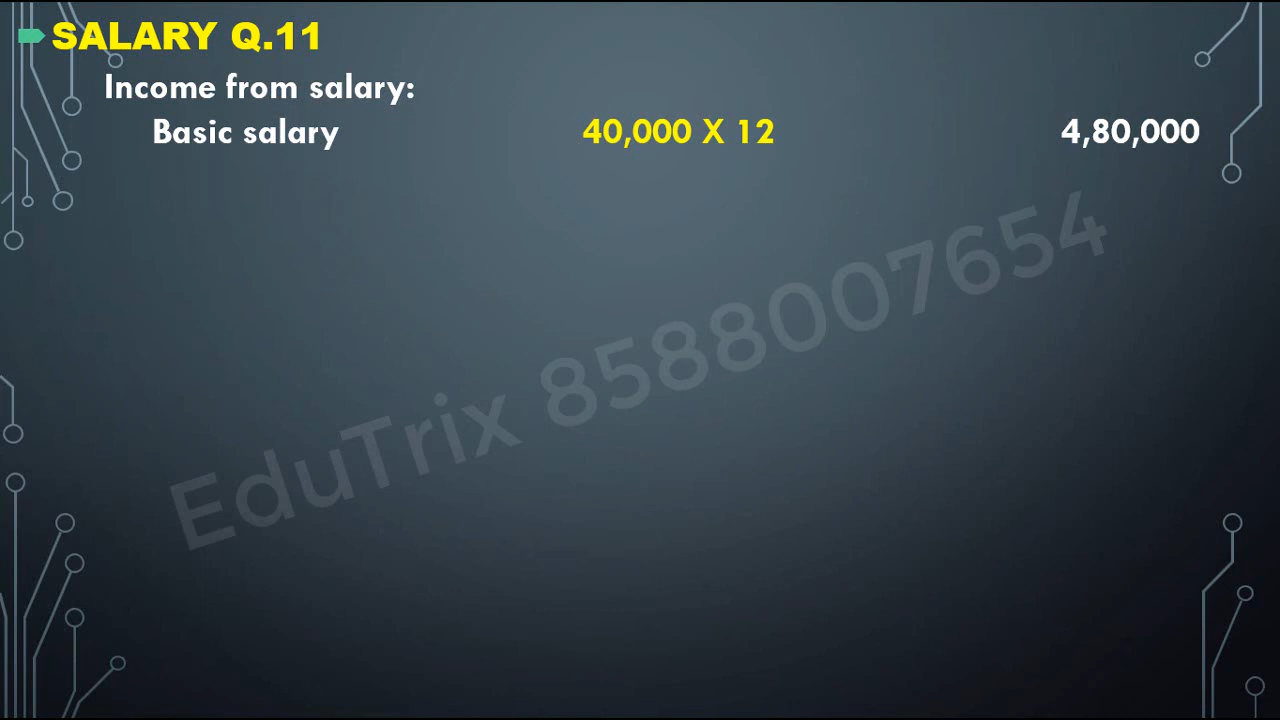 SALARY Q.11
Income from salary:
Basic salary 40,000 X 12 4,80,000
EduTrix 8588007654